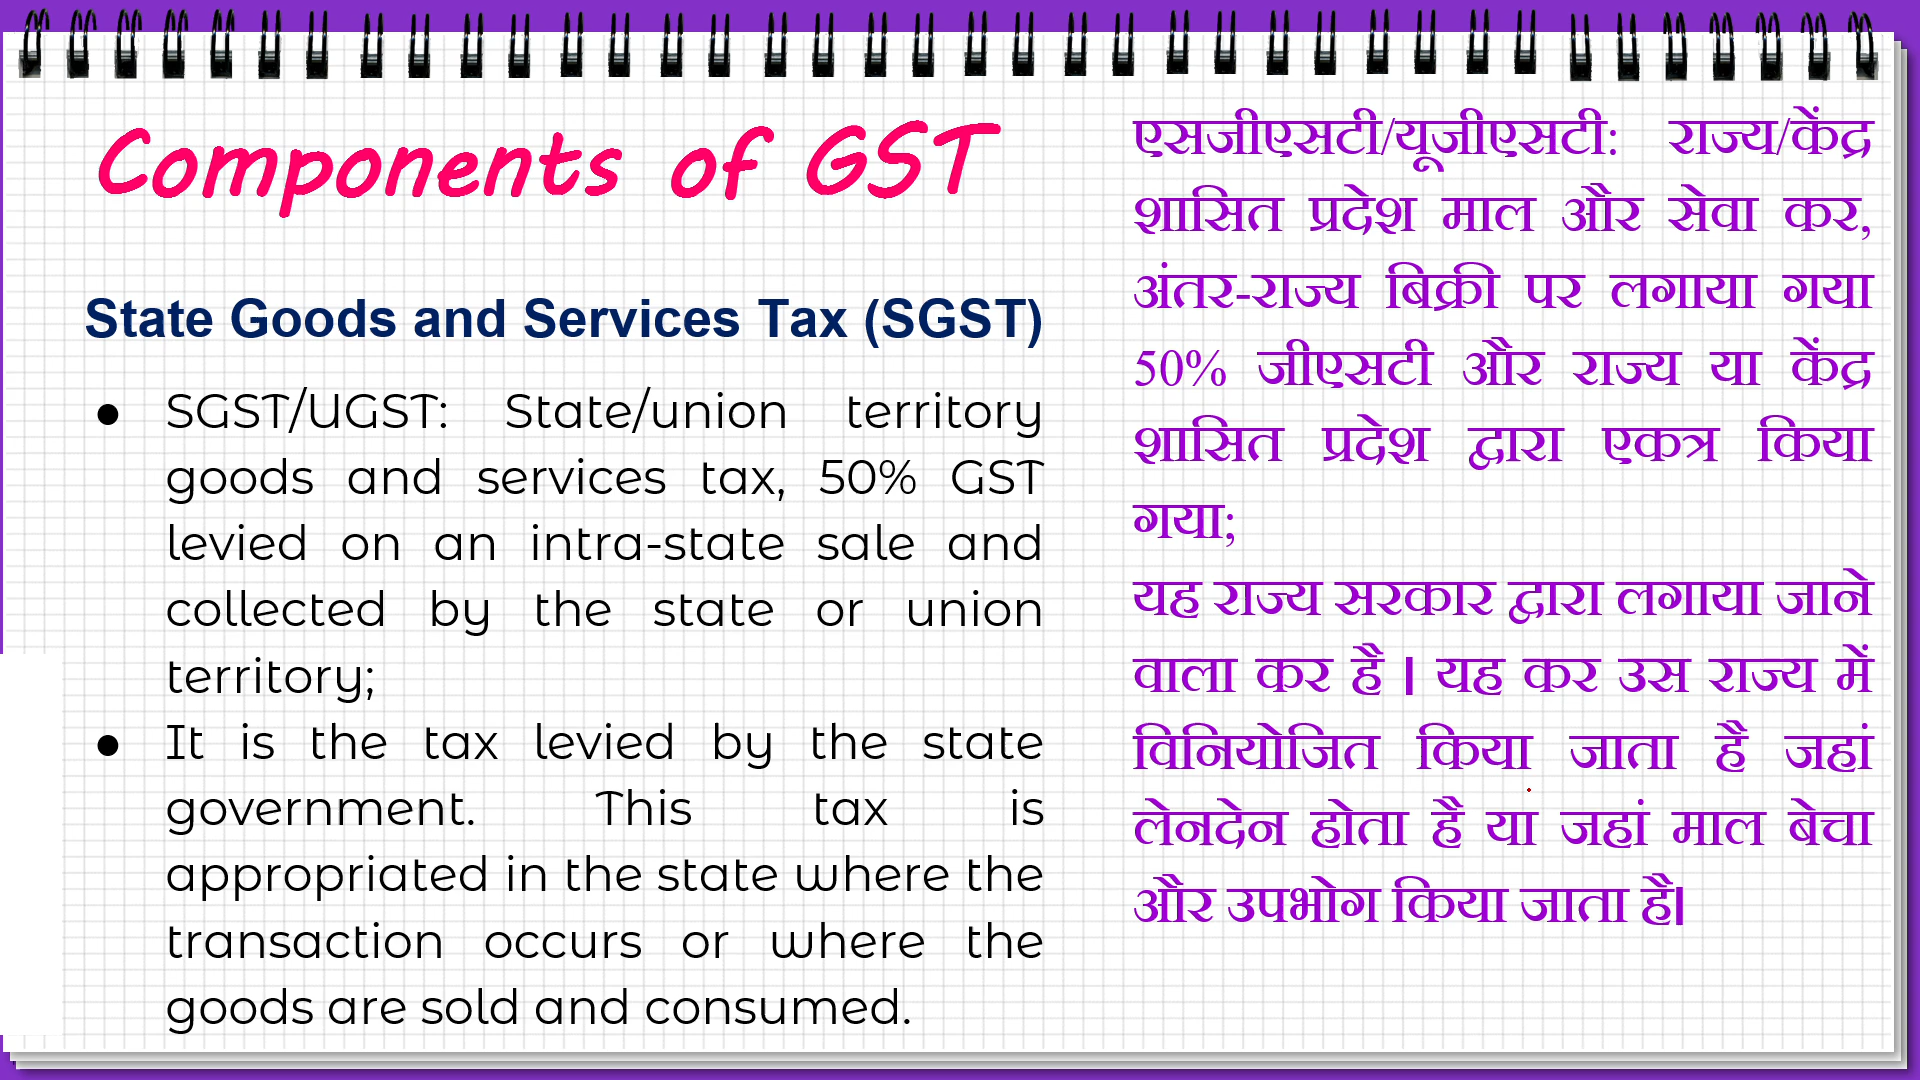 Components of GST
State Goods and Services Tax (SGST)
● SGST/UGST: State/union territory
goods and services tax, 50% GST
levied on an intra-state sale and
collected by the state or union
territory;
● It is the tax levied by the state
government. This tax is
appropriated in the state where the
transaction occurs or where the
goods are sold and consumed.
एसजीएसटी/यूजीएसटी: राज्य/केंद्र
शासित प्रदेश माल और सेवा कर,
अंतर-राज्य बिक्री पर लगाया गया
50% जीएसटी और राज्य या केंद्र
शासित प्रदेश द्वारा एकत्र किया
गया;
यह राज्य सरकार द्वारा लगाया जाने
वाला कर है । यह कर उस राज्य में
विनियोजित किया जाता है जहां
लेनदेन होता है या जहां माल बेचा
और उपभोग किया जाता है।